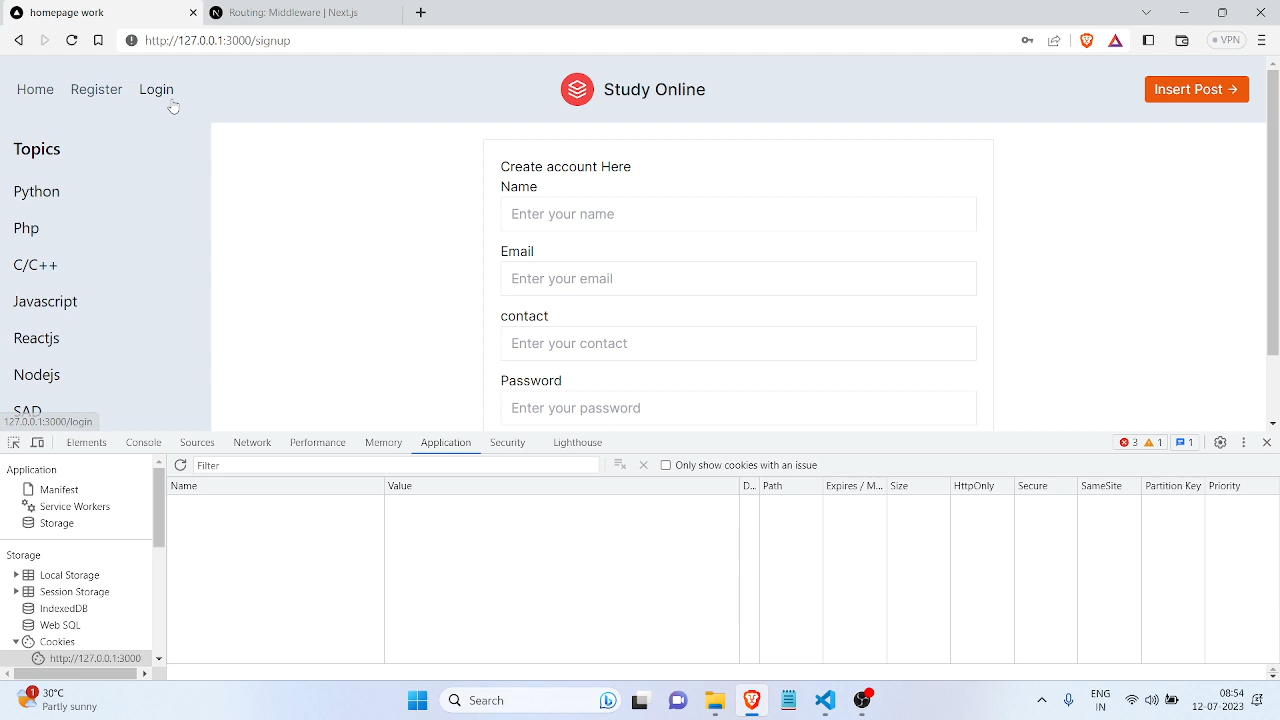 homepage work
Routing: Middleware | Next.js
http://127.0.0.1:3000/signup
VPN
Home Register Login
Study Online
Insert Post →
Topics
Python
Php
C/C++
Javascript
Reactjs
Nodejs
SAD
Create account Here
Name
Enter your name
Email
Enter your email
contact
Enter your contact
Password
Enter your password
127.0.0.1:3000/login
Elements Console Sources Network Performance Memory Application Security Lighthouse 3 1 1
Filter Only show cookies with an issue
Application
Manifest
Service Workers
Storage
Storage
Local Storage
Session Storage
IndexedDB
Web SQL
Cookies
http://127.0.0.1:3000
Name Value D... Path Expires / M... Size HttpOnly Secure SameSite Partition Key Priority
1
30°C
Partly sunny
Search
ENG
IN
08:54
12-07-2023